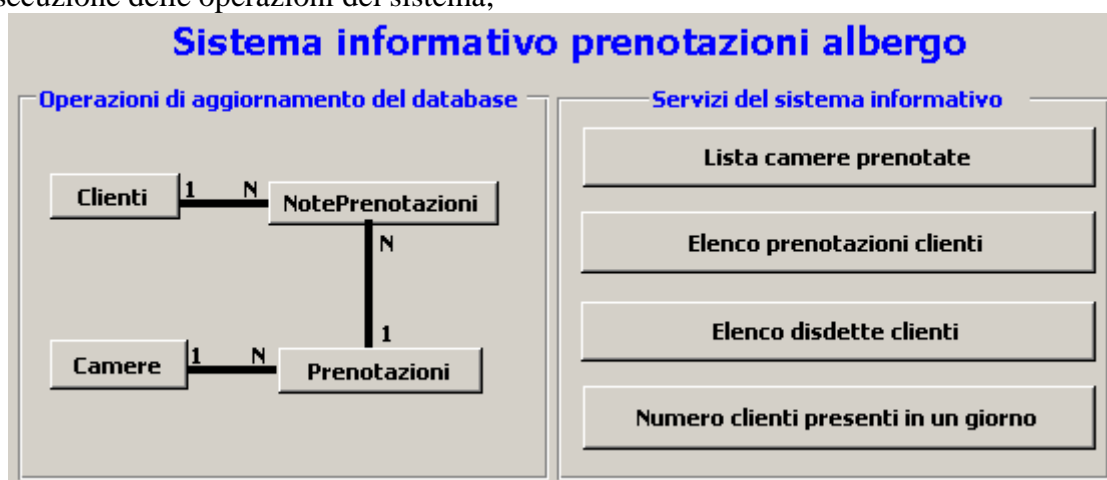 secuzione delle operazioni del sistema,
Sistema informativo prenotazioni albergo
Operazioni di aggiornamento del database
Clienti
1
N
NotePrenotazioni
N
1
Camere
1
N
Prenotazioni
Servizi del sistema informativo
Lista camere prenotate
Elenco prenotazioni clienti
Elenco disdette clienti
Numero clienti presenti in un giorno